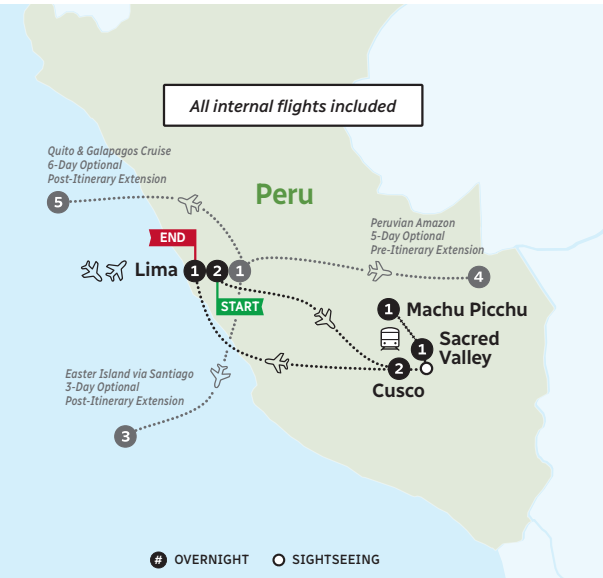 All internal flights included
Quito & Galapagos Cruise
6-Day Optional
Post-Itinerary Extension
5
Peru
Peruvian Amazon
5-Day Optional
Pre-Itinerary Extension
4
END
Lima 1 2 1
START
1 Machu Picchu
1 Sacred
Valley
2
Cusco
Easter Island via Santiago
3-Day Optional
Post-Itinerary Extension
3
# OVERNIGHT SIGHTSEEING